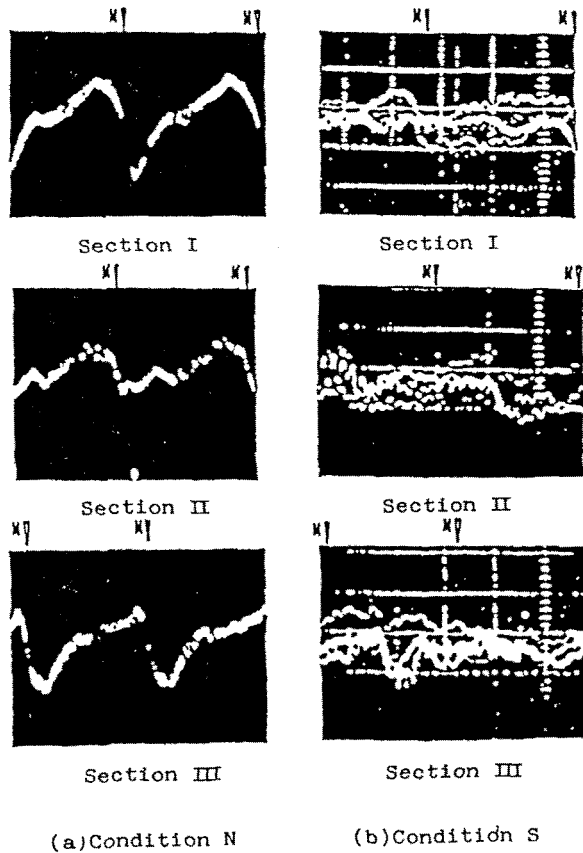 Section I
Section I
Section II
Section II
Section III
Section III
(a)Condition N
(b)Condition S